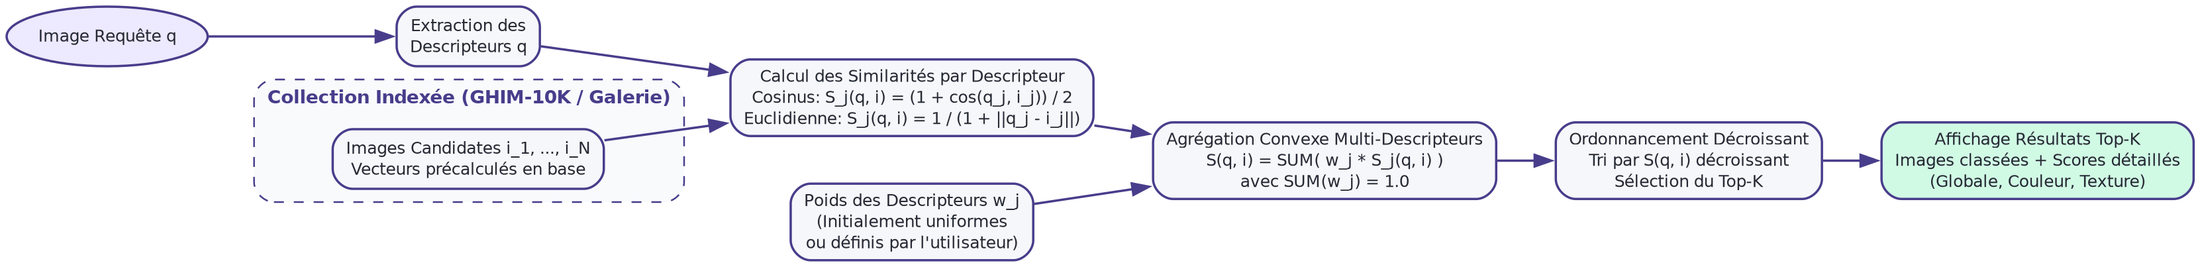 Image Requête q
Extraction des
Descripteurs q
Collection Indexée (GHIM-10K / Galerie)
Images Candidates i_1, ..., i_N
Vecteurs précalculés en base
Calcul des Similarités par Descripteur
Cosinus: S_j(q, i) = (1 + cos(q_j, i_j)) / 2
Euclidienne: S_j(q, i) = 1 / (1 + ||q_j - i_j||)
Poids des Descripteurs w_j
(Initialement uniformes
ou définis par l'utilisateur)
Agrégation Convexe Multi-Descripteurs
S(q, i) = SUM( w_j * S_j(q, i) )
avec SUM(w_j) = 1.0
Ordonnancement Décroissant
Tri par S(q, i) décroissant
Sélection du Top-K
Affichage Résultats Top-K
Images classées + Scores détaillés
(Globale, Couleur, Texture)